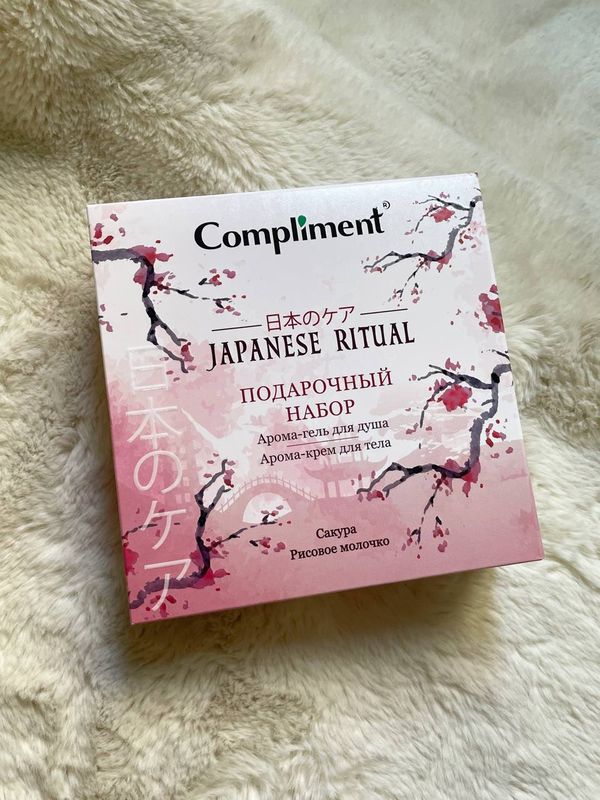 Compliment®
日本のケア
JAPANESE RITUAL
ПОДАРОЧНЫЙ
НАБОР
Арома-гель для душа
Арома-крем для тела
Сакура
Рисовое молочко
日本のケア